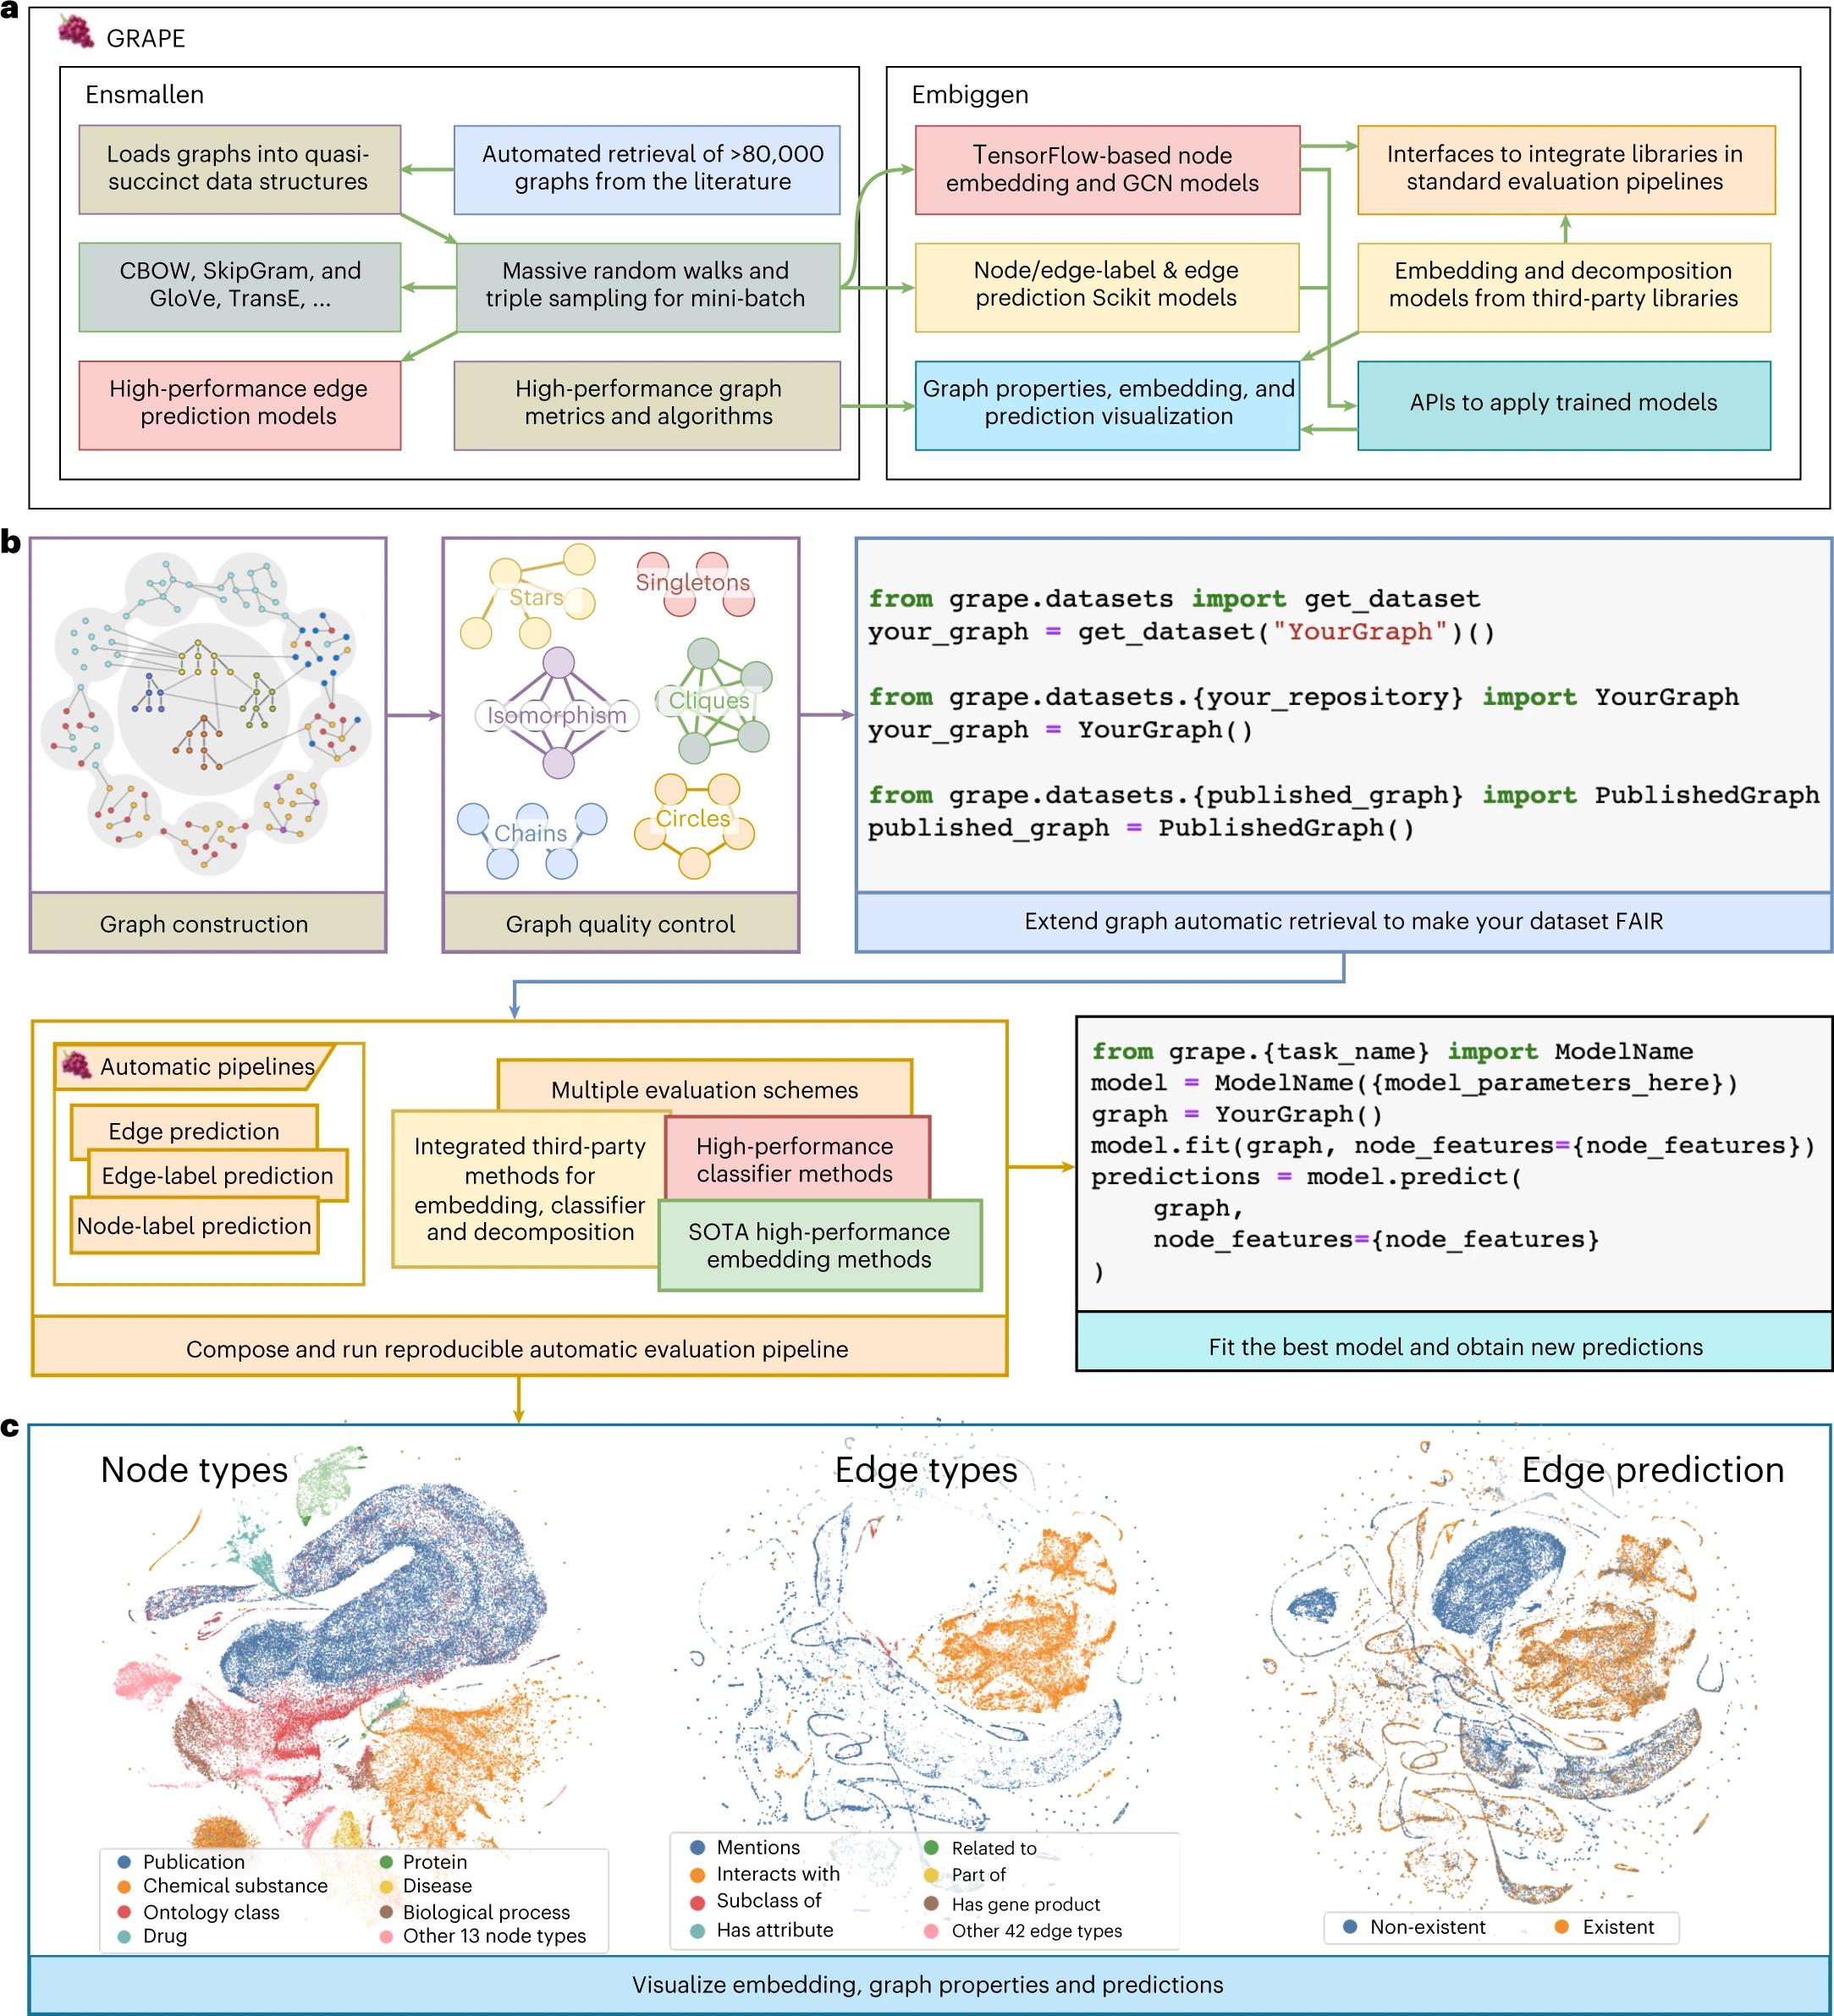 a
GRAPE
Ensmallen
Loads graphs into quasi-
succinct data structures
Automated retrieval of >80,000
graphs from the literature
CBOW, SkipGram, and
GloVe, TransE, ...
Massive random walks and
triple sampling for mini-batch
High-performance edge
prediction models
High-performance graph
metrics and algorithms
Embiggen
TensorFlow-based node
embedding and GCN models
Interfaces to integrate libraries in
standard evaluation pipelines
Node/edge-label & edge
prediction Scikit models
Embedding and decomposition
models from third-party libraries
Graph properties, embedding, and
prediction visualization
APIs to apply trained models
b
Graph construction
Stars
Singletons
Isomorphism
Cliques
Chains
Circles
Graph quality control
from grape.datasets import get_dataset
your_graph = get_dataset("YourGraph")()
from grape.datasets.{your_repository} import YourGraph
your_graph = YourGraph()
from grape.datasets.{published_graph} import PublishedGraph
published_graph = PublishedGraph()
Extend graph automatic retrieval to make your dataset FAIR
Automatic pipelines
Edge prediction
Edge-label prediction
Node-label prediction
Multiple evaluation schemes
Integrated third-party
methods for
embedding, classifier
and decomposition
High-performance
classifier methods
SOTA high-performance
embedding methods
Compose and run reproducible automatic evaluation pipeline
from grape.{task_name} import ModelName
model = ModelName({model_parameters_here})
graph = YourGraph()
model.fit(graph, node_features={node_features})
predictions = model.predict(
graph,
node_features={node_features}
)
Fit the best model and obtain new predictions
c
Node types
Publication
Chemical substance
Ontology class
Drug
Protein
Disease
Biological process
Other 13 node types
Edge types
Mentions
Interacts with
Subclass of
Has attribute
Related to
Part of
Has gene product
Other 42 edge types
Edge prediction
Non-existent
Existent
Visualize embedding, graph properties and predictions